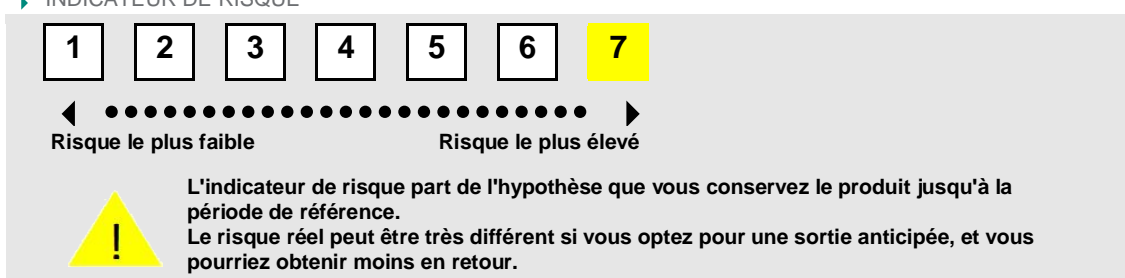 INDICATEUR DE RISQUE
1 2 3 4 5 6 7
Risque le plus faible Risque le plus élevé
L'indicateur de risque part de l'hypothèse que vous conservez le produit jusqu'à la
période de référence.
!
Le risque réel peut être très différent si vous optez pour une sortie anticipée, et vous
pourriez obtenir moins en retour.